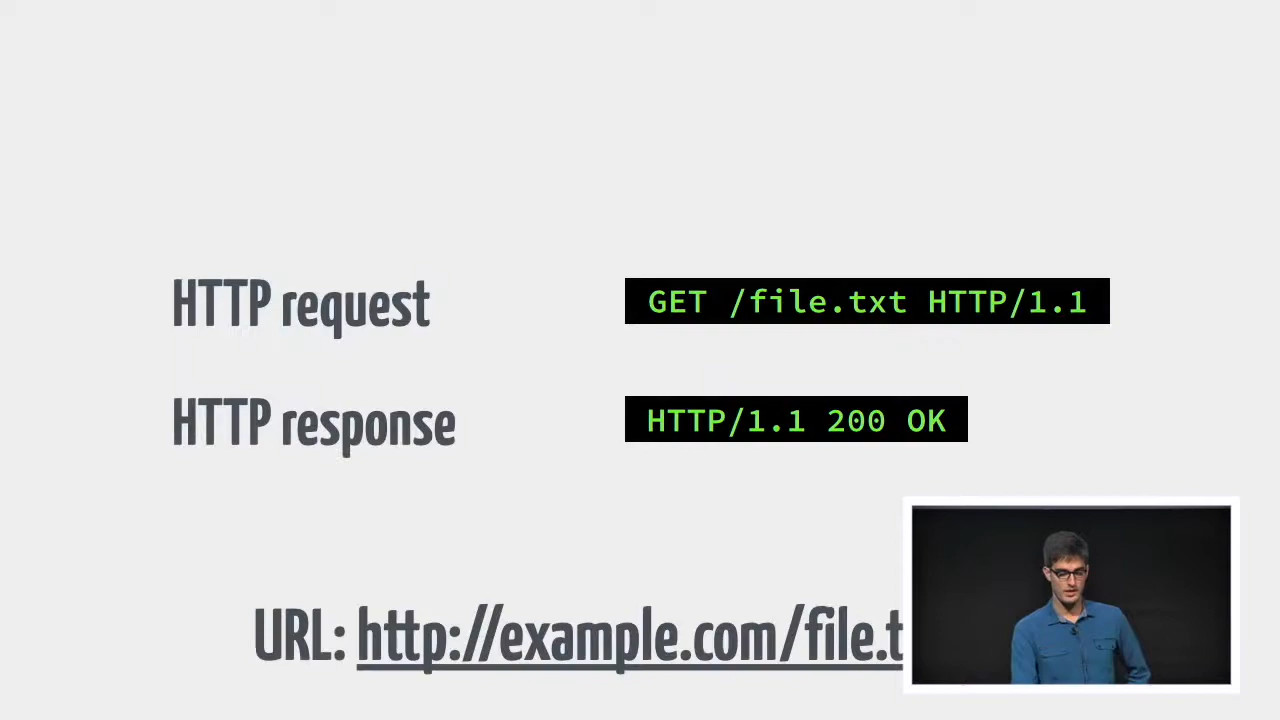 HTTP request
GET /file.txt HTTP/1.1
HTTP response
HTTP/1.1 200 OK
URL: http://example.com/file.t